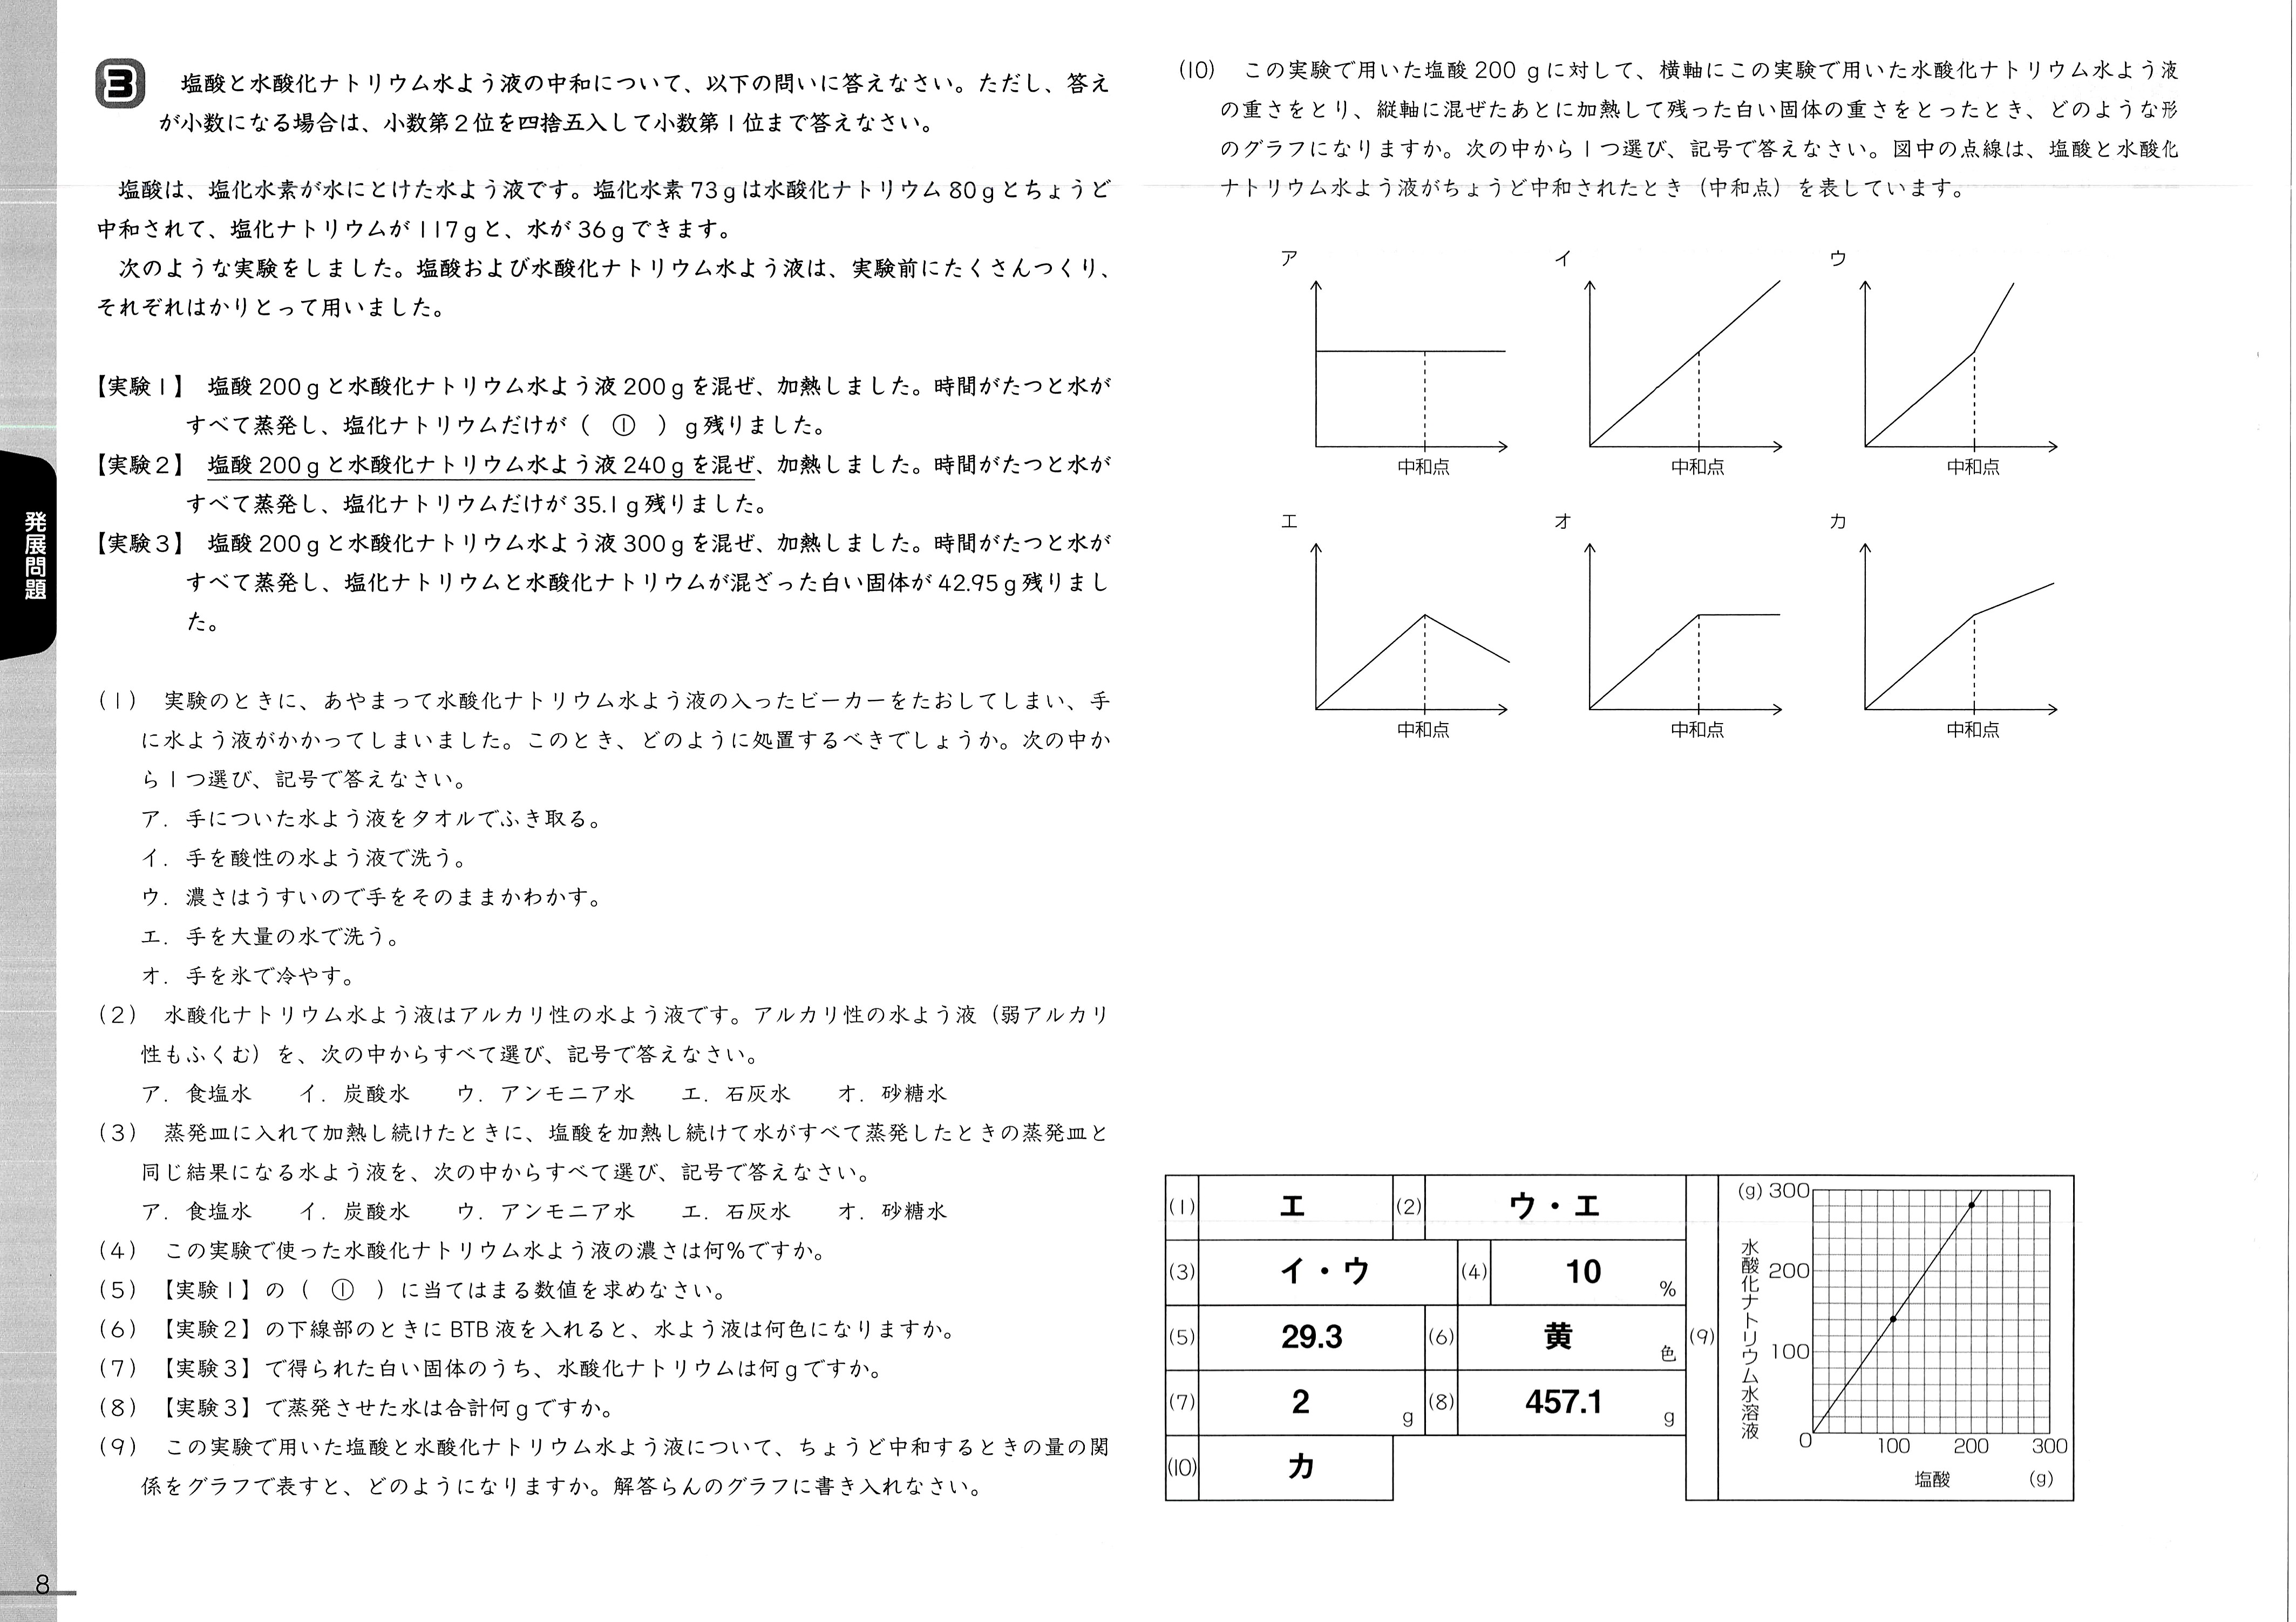 3 塩酸と水酸化ナトリウム水よう液の中和について、以下の問いに答えなさい。ただし、答え
が小数になる場合は、小数第2位を四捨五入して小数第1位まで答えなさい。
塩酸は、塩化水素が水にとけた水よう液です。塩化水素73gは水酸化ナトリウム80gとちょうど
中和されて、塩化ナトリウムが117gと、水が36gできます。
次のような実験をしました。塩酸および水酸化ナトリウム水よう液は、実験前にたくさんつくり、
それぞれはかりとって用いました。
【実験1】 塩酸200gと水酸化ナトリウム水よう液200gを混ぜ、加熱しました。時間がたつと水が
すべて蒸発し、塩化ナトリウムだけが（ ① ）g残りました。
【実験2】 塩酸200gと水酸化ナトリウム水よう液240gを混ぜ、加熱しました。時間がたつと水が
すべて蒸発し、塩化ナトリウムだけが35.1g残りました。
【実験3】 塩酸200gと水酸化ナトリウム水よう液300gを混ぜ、加熱しました。時間がたつと水が
すべて蒸発し、塩化ナトリウムと水酸化ナトリウムが混ざった白い固体が42.95g残りまし
た。
発展問題
(1) 実験のときに、あやまって水酸化ナトリウム水よう液の入ったビーカーをたおしてしまい、手
に水よう液がかかってしまいました。このとき、どのように処置するべきでしょうか。次の中か
ら1つ選び、記号で答えなさい。
ア．手についた水よう液をタオルでふき取る。
イ．手を酸性の水よう液で洗う。
ウ．濃さはうすいので手をそのままかわかす。
エ．手を大量の水で洗う。
オ．手を氷で冷やす。
(2) 水酸化ナトリウム水よう液はアルカリ性の水よう液です。アルカリ性の水よう液（弱アルカリ
性もふくむ）を、次の中からすべて選び、記号で答えなさい。
ア．食塩水 イ．炭酸水 ウ．アンモニア水 エ．石灰水 オ．砂糖水
(3) 蒸発皿に入れて加熱し続けたときに、塩酸を加熱し続けて水がすべて蒸発したときの蒸発皿と
同じ結果になる水よう液を、次の中からすべて選び、記号で答えなさい。
ア．食塩水 イ．炭酸水 ウ．アンモニア水 エ．石灰水 オ．砂糖水
(4) この実験で使った水酸化ナトリウム水よう液の濃さは何％ですか。
(5) 【実験1】の（ ① ）に当てはまる数値を求めなさい。
(6) 【実験2】の下線部のときにBTB液を入れると、水よう液は何色になりますか。
(7) 【実験3】で得られた白い固体のうち、水酸化ナトリウムは何gですか。
(8) 【実験3】で蒸発させた水は合計何gですか。
(9) この実験で用いた塩酸と水酸化ナトリウム水よう液について、ちょうど中和するときの量の関
係をグラフで表すと、どのようになりますか。解答らんのグラフに書き入れなさい。
8
(10) この実験で用いた塩酸200gに対して、横軸にこの実験で用いた水酸化ナトリウム水よう液
の重さをとり、縦軸に混ぜたあとに加熱して残った白い固体の重さをとったとき、どのような形
のグラフになりますか。次の中から1つ選び、記号で答えなさい。図中の点線は、塩酸と水酸化
ナトリウム水よう液がちょうど中和されたとき（中和点）を表しています。
ア イ ウ
中和点 中和点 中和点
エ オ カ
中和点 中和点 中和点
(1) エ (2) ウ・エ
(3) イ・ウ (4) 10 ％
(5) 29.3 (6) 黄 色
(7) 2 g (8) 457.1 g
(10) カ
(9)
(g) 300
200
100
0
水酸化ナトリウム水溶液
100 200 300
塩酸 (g)